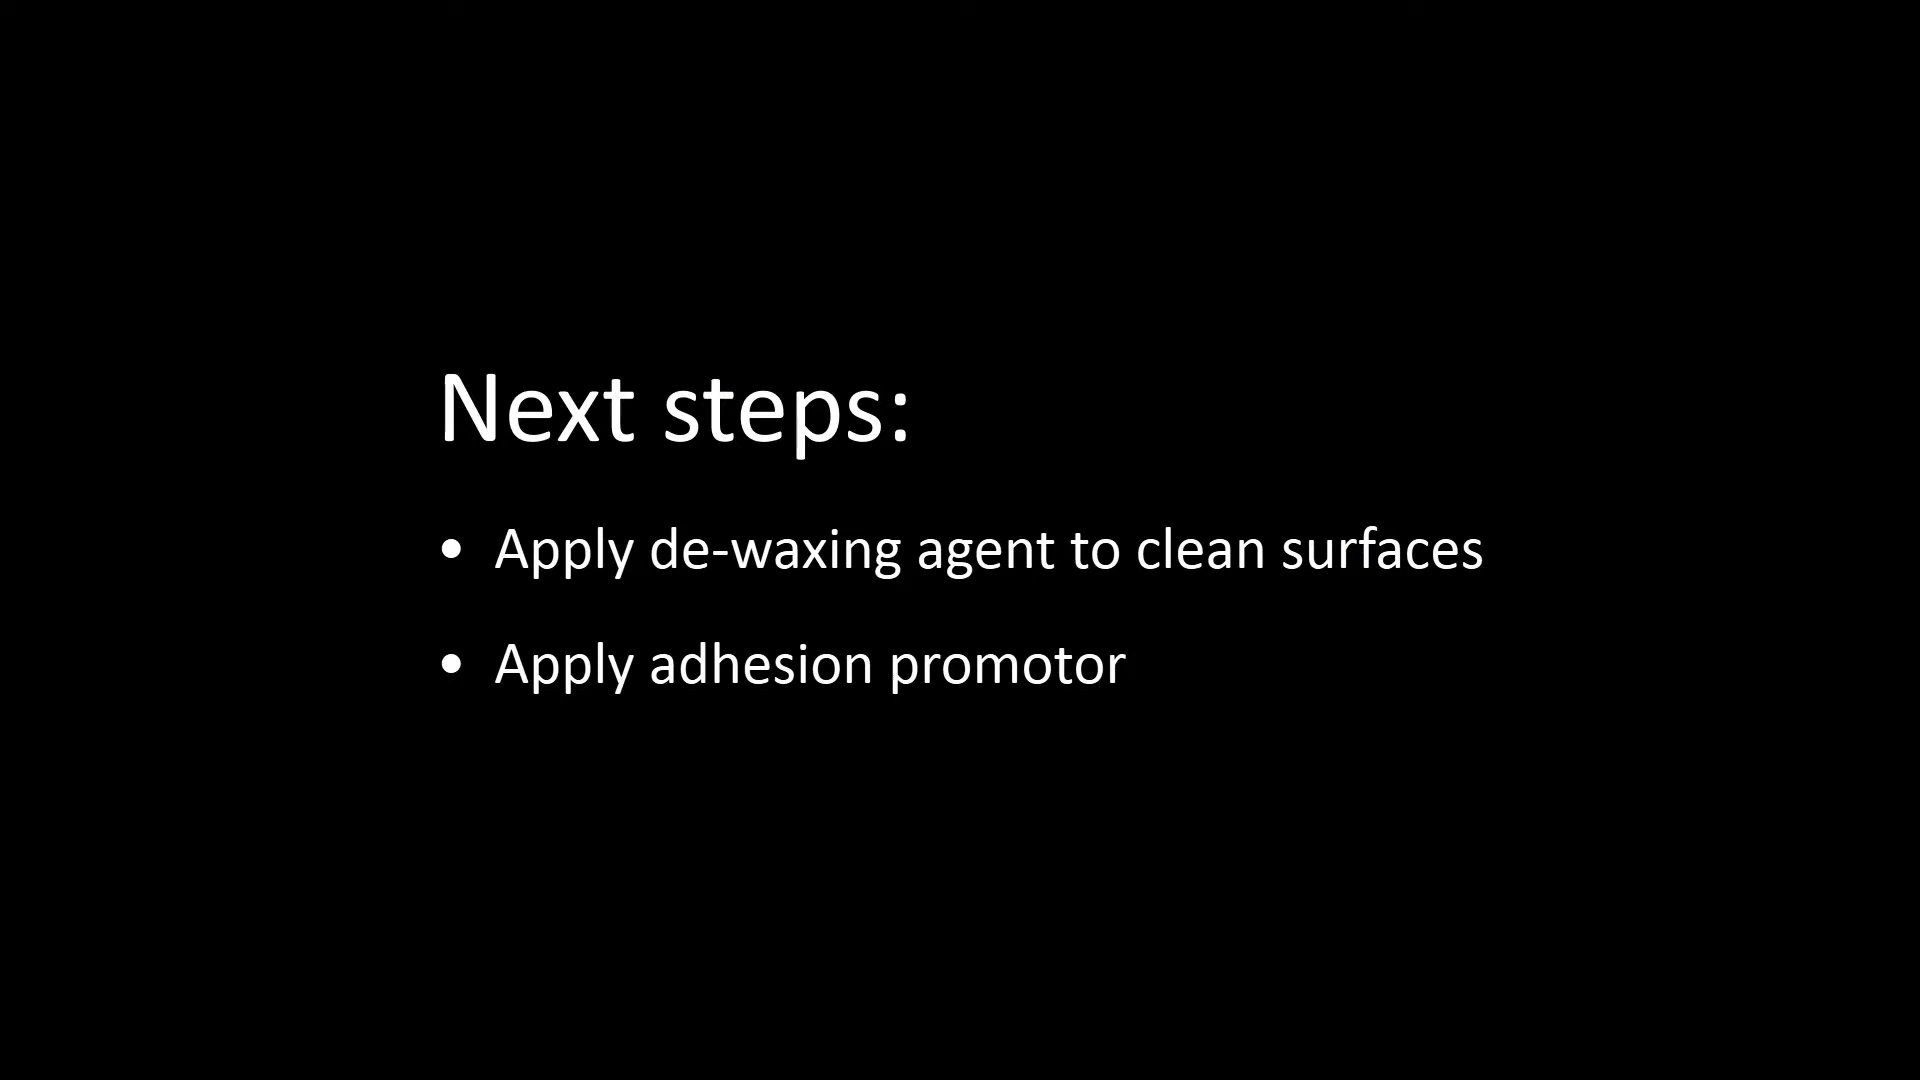 Next steps:
• Apply de-waxing agent to clean surfaces
• Apply adhesion promotor